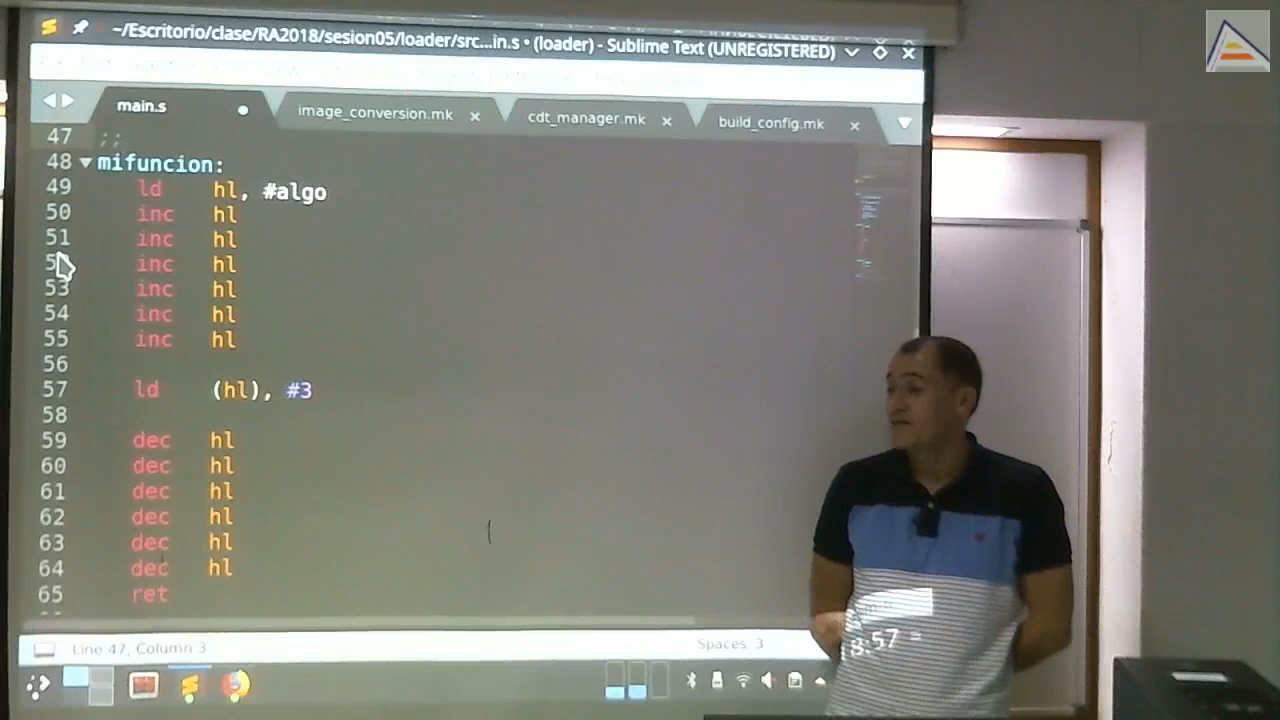 ~/Escritorio/clase/RA2018/sesion05/loader/src...in.s • (loader) - Sublime Text (UNREGISTERED)
main.s image_conversion.mk cdt_manager.mk build_config.mk
47 ;;
48 mifuncion:
49 ld hl, #algo
50 inc hl
51 inc hl
inc hl
53 inc hl
54 inc hl
55 inc hl
56
57 ld (hl), #3
58
59 dec hl
60 dec hl
61 dec hl
62 dec hl
63 dec hl
64 dec hl
65 ret
Line 47, Column 3 Spaces: 3
8:57